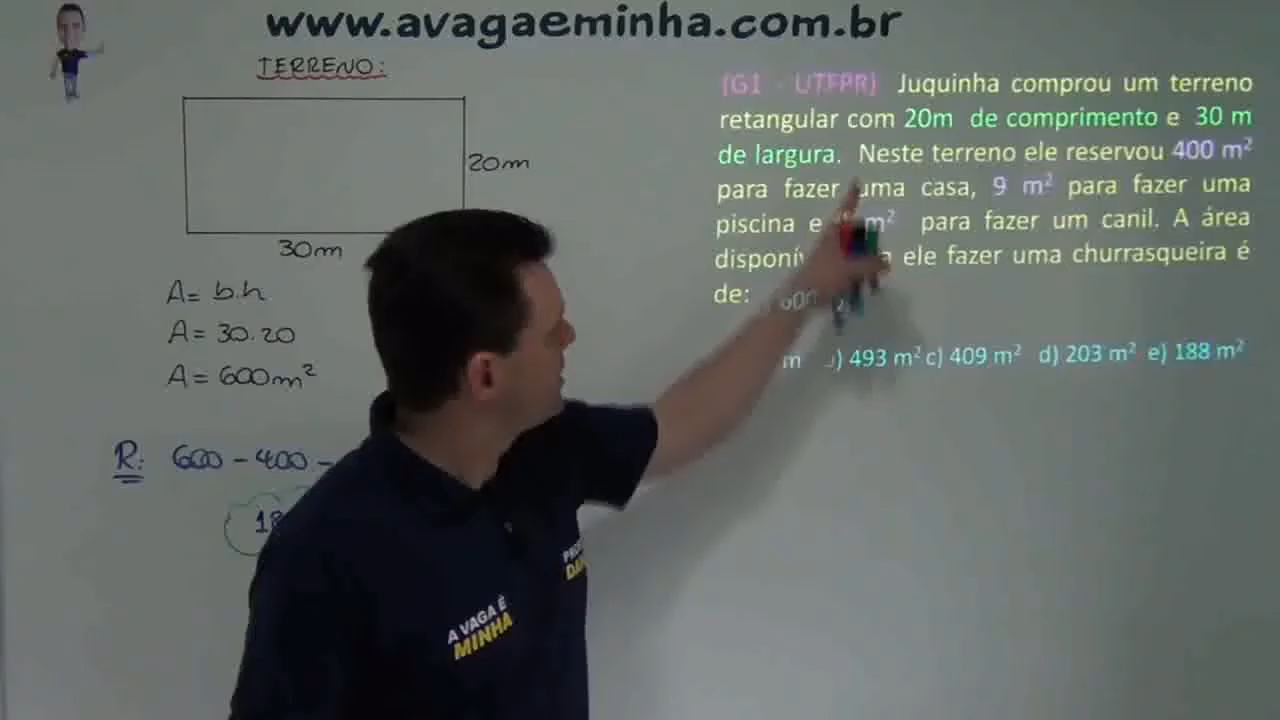 www.avagaeminha.com.br
TERRENO:
20m
30m
A= b.h
A= 30.20
A= 600m²
R: 600 - 400 -
(G1 - UTFPR) Juquinha comprou um terreno
retangular com 20m de comprimento e 30 m
de largura. Neste terreno ele reservou 400 m²
para fazer uma casa, 9 m² para fazer uma
piscina e m² para fazer um canil. A área
ele fazer uma churrasqueira é
de:
m ) 493 m² c) 409 m² d) 203 m² e) 188 m²
A VAGA É
MINHA